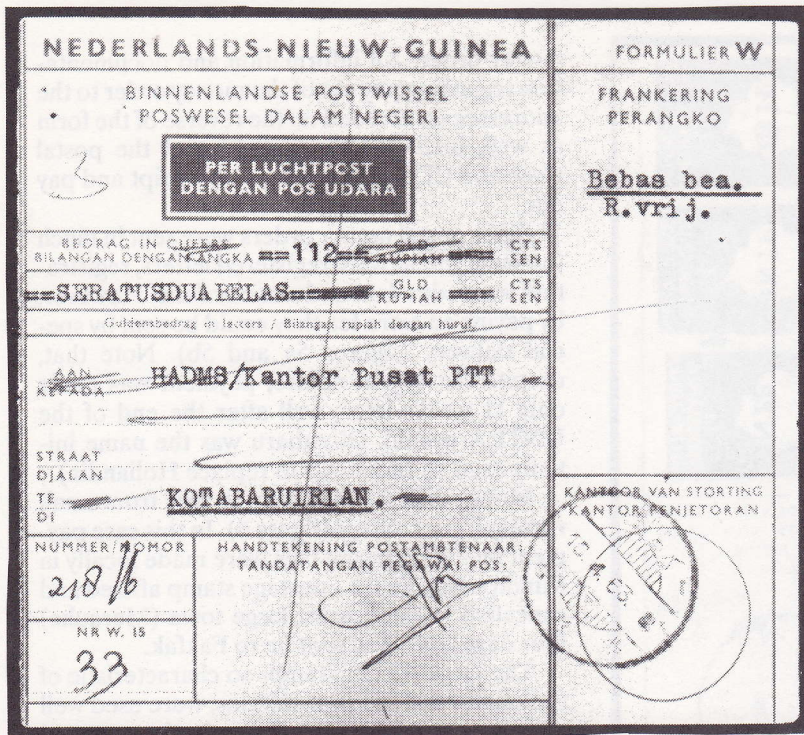 NEDERLANDS-NIEUW-GUINEA
BINNENLANDSE POSTWISSEL
POSWESEL DALAM NEGERI
PER LUCHTPOST
DENGAN POS UDARA
FORMULIER W
FRANKERING
PERANGKO
Bebas bea.
R.vrij.
BEDRAG IN CIJFERS
BILANGAN DENGAN ANGKA ==112== GLD RUPIAH CTS SEN
==SERATUSDUABELAS== GLD RUPIAH CTS SEN
Guldensbedrag in letters / Bilangan rupiah dengan huruf.
AAN
KEPADA HADMS/Kantor Pusat PTT -
STRAAT
DJALAN
TE
DI KOTABARUIRIAN.
KANTOOR VAN STORTING
KANTOR PENJETORAN
NUMMER/NOMOR
218/6
HANDTEKENING POSTAMBTENAAR:
TANDATANGAN PEGAWAI POS:
NR W. 15
33